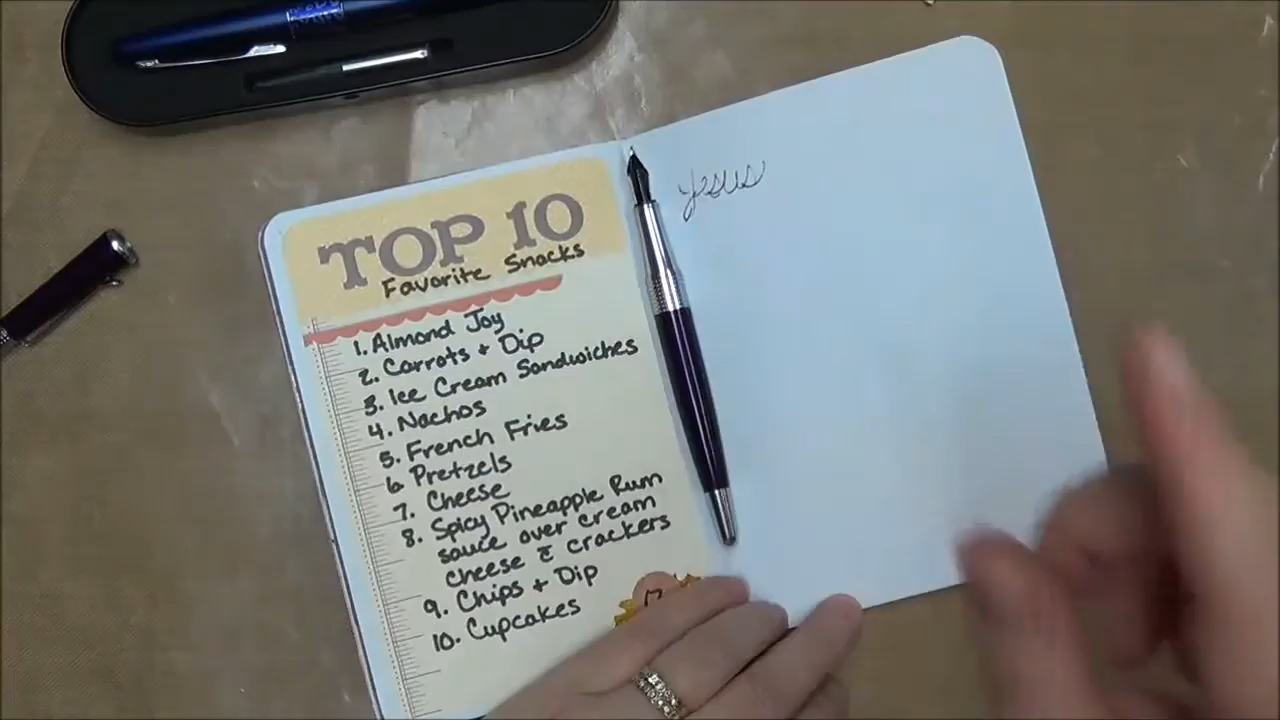 TOP 10
Favorite Snacks
1. Almond Joy
2. Carrots + Dip
3. Ice Cream Sandwiches
4. Nachos
5. French Fries
6. Pretzels
7. Cheese
8. Spicy Pineapple Rum
sauce over cream
cheese c̄ crackers
9. Chips + Dip
10. Cupcakes
Jesus